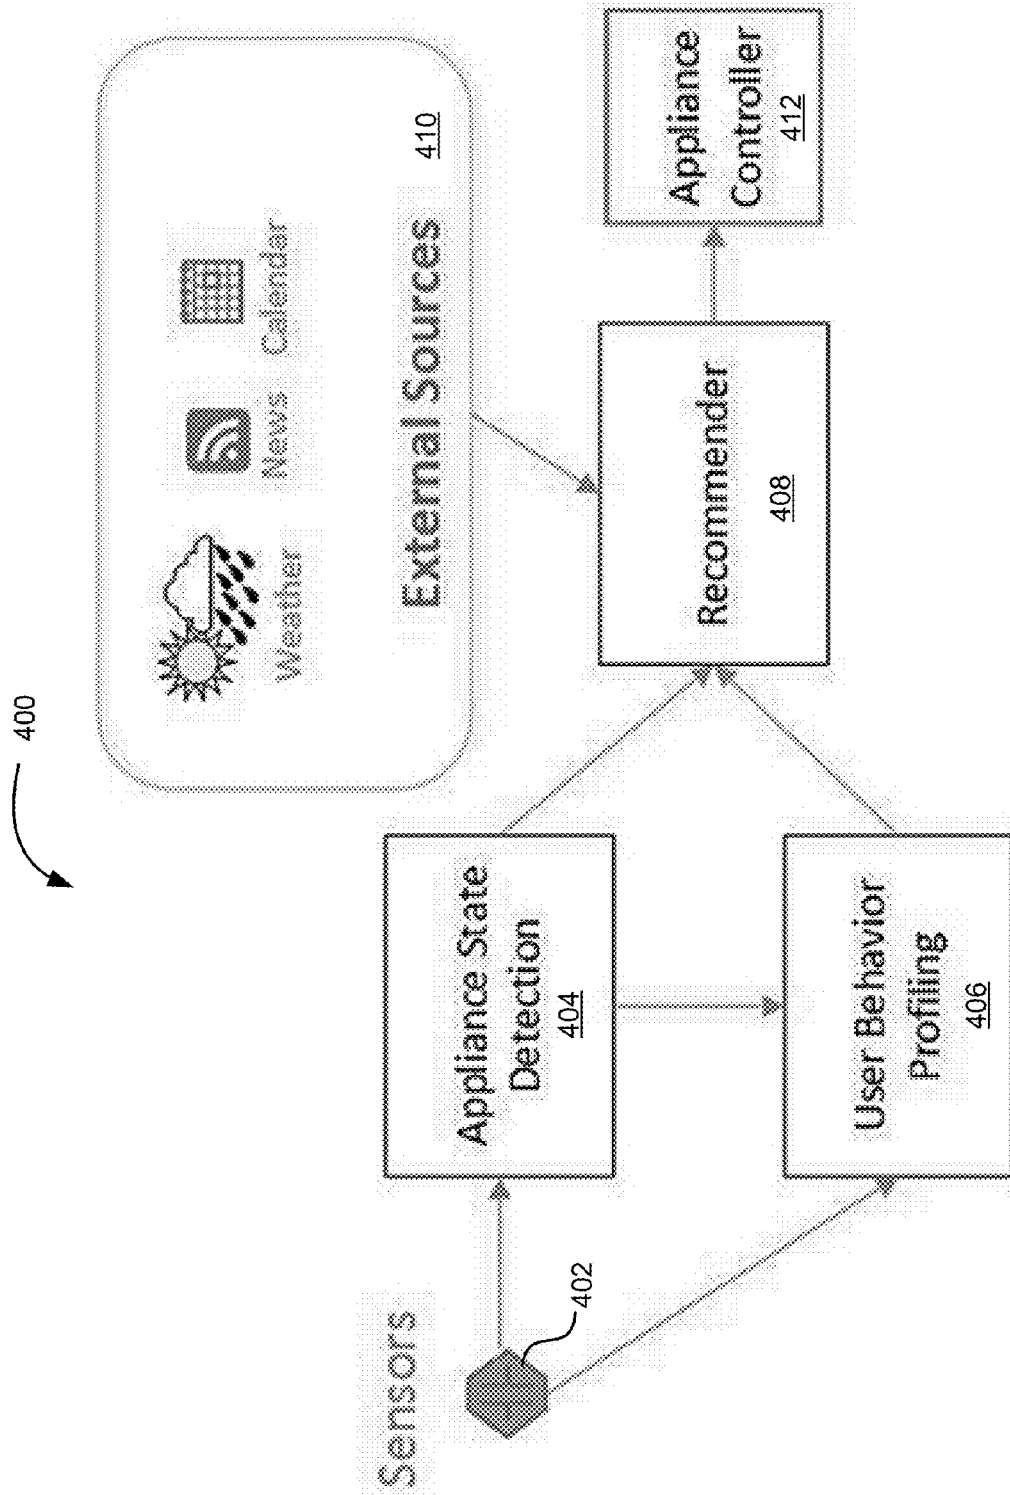 400
Weather
News
Calendar
External Sources
410
Sensors
402
Appliance State
Detection
404
User Behavior
Profiling
406
Recommender
408
Appliance
Controller
412